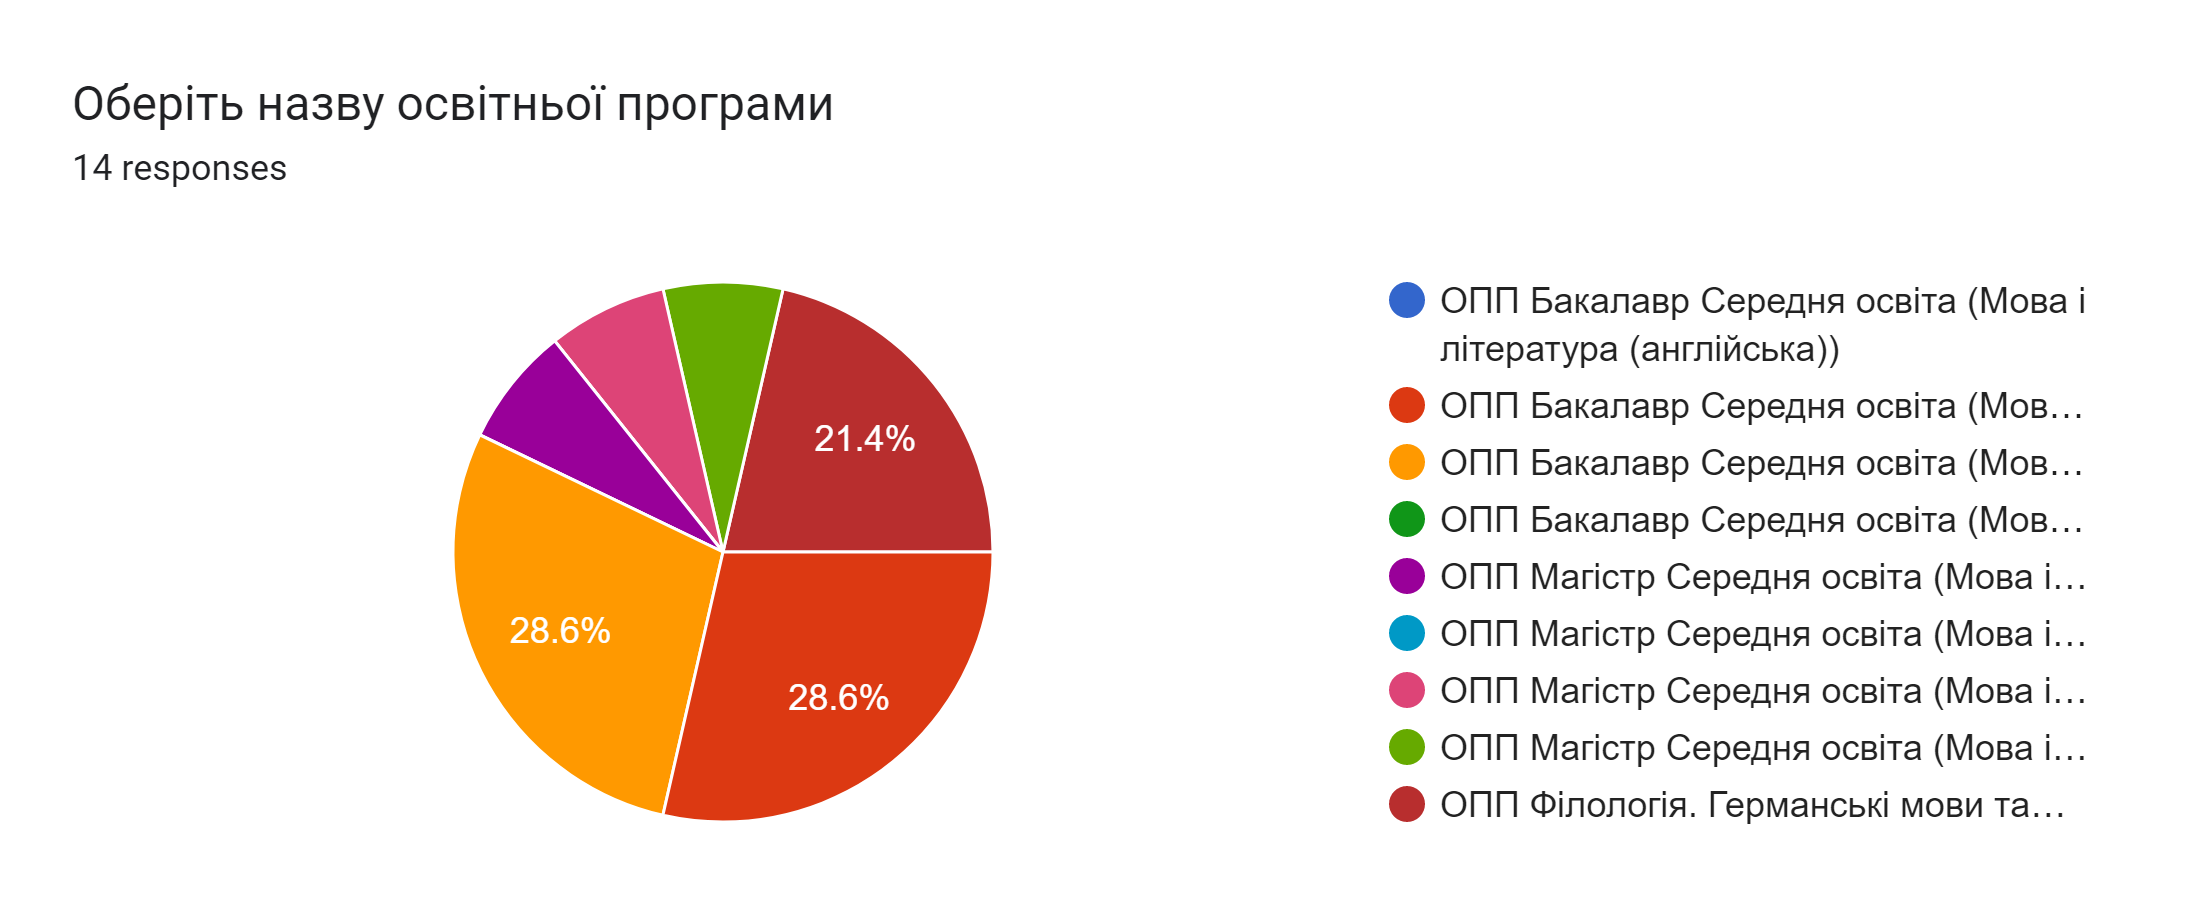 Оберіть назву освітньої програми
14 responses
21.4%
28.6%
28.6%
ОПП Бакалавр Середня освіта (Мова і
література (англійська))
ОПП Бакалавр Середня освіта (Мов…
ОПП Бакалавр Середня освіта (Мов…
ОПП Бакалавр Середня освіта (Мов…
ОПП Магістр Середня освіта (Мова і…
ОПП Магістр Середня освіта (Мова і…
ОПП Магістр Середня освіта (Мова і…
ОПП Магістр Середня освіта (Мова і…
ОПП Філологія. Германські мови та…